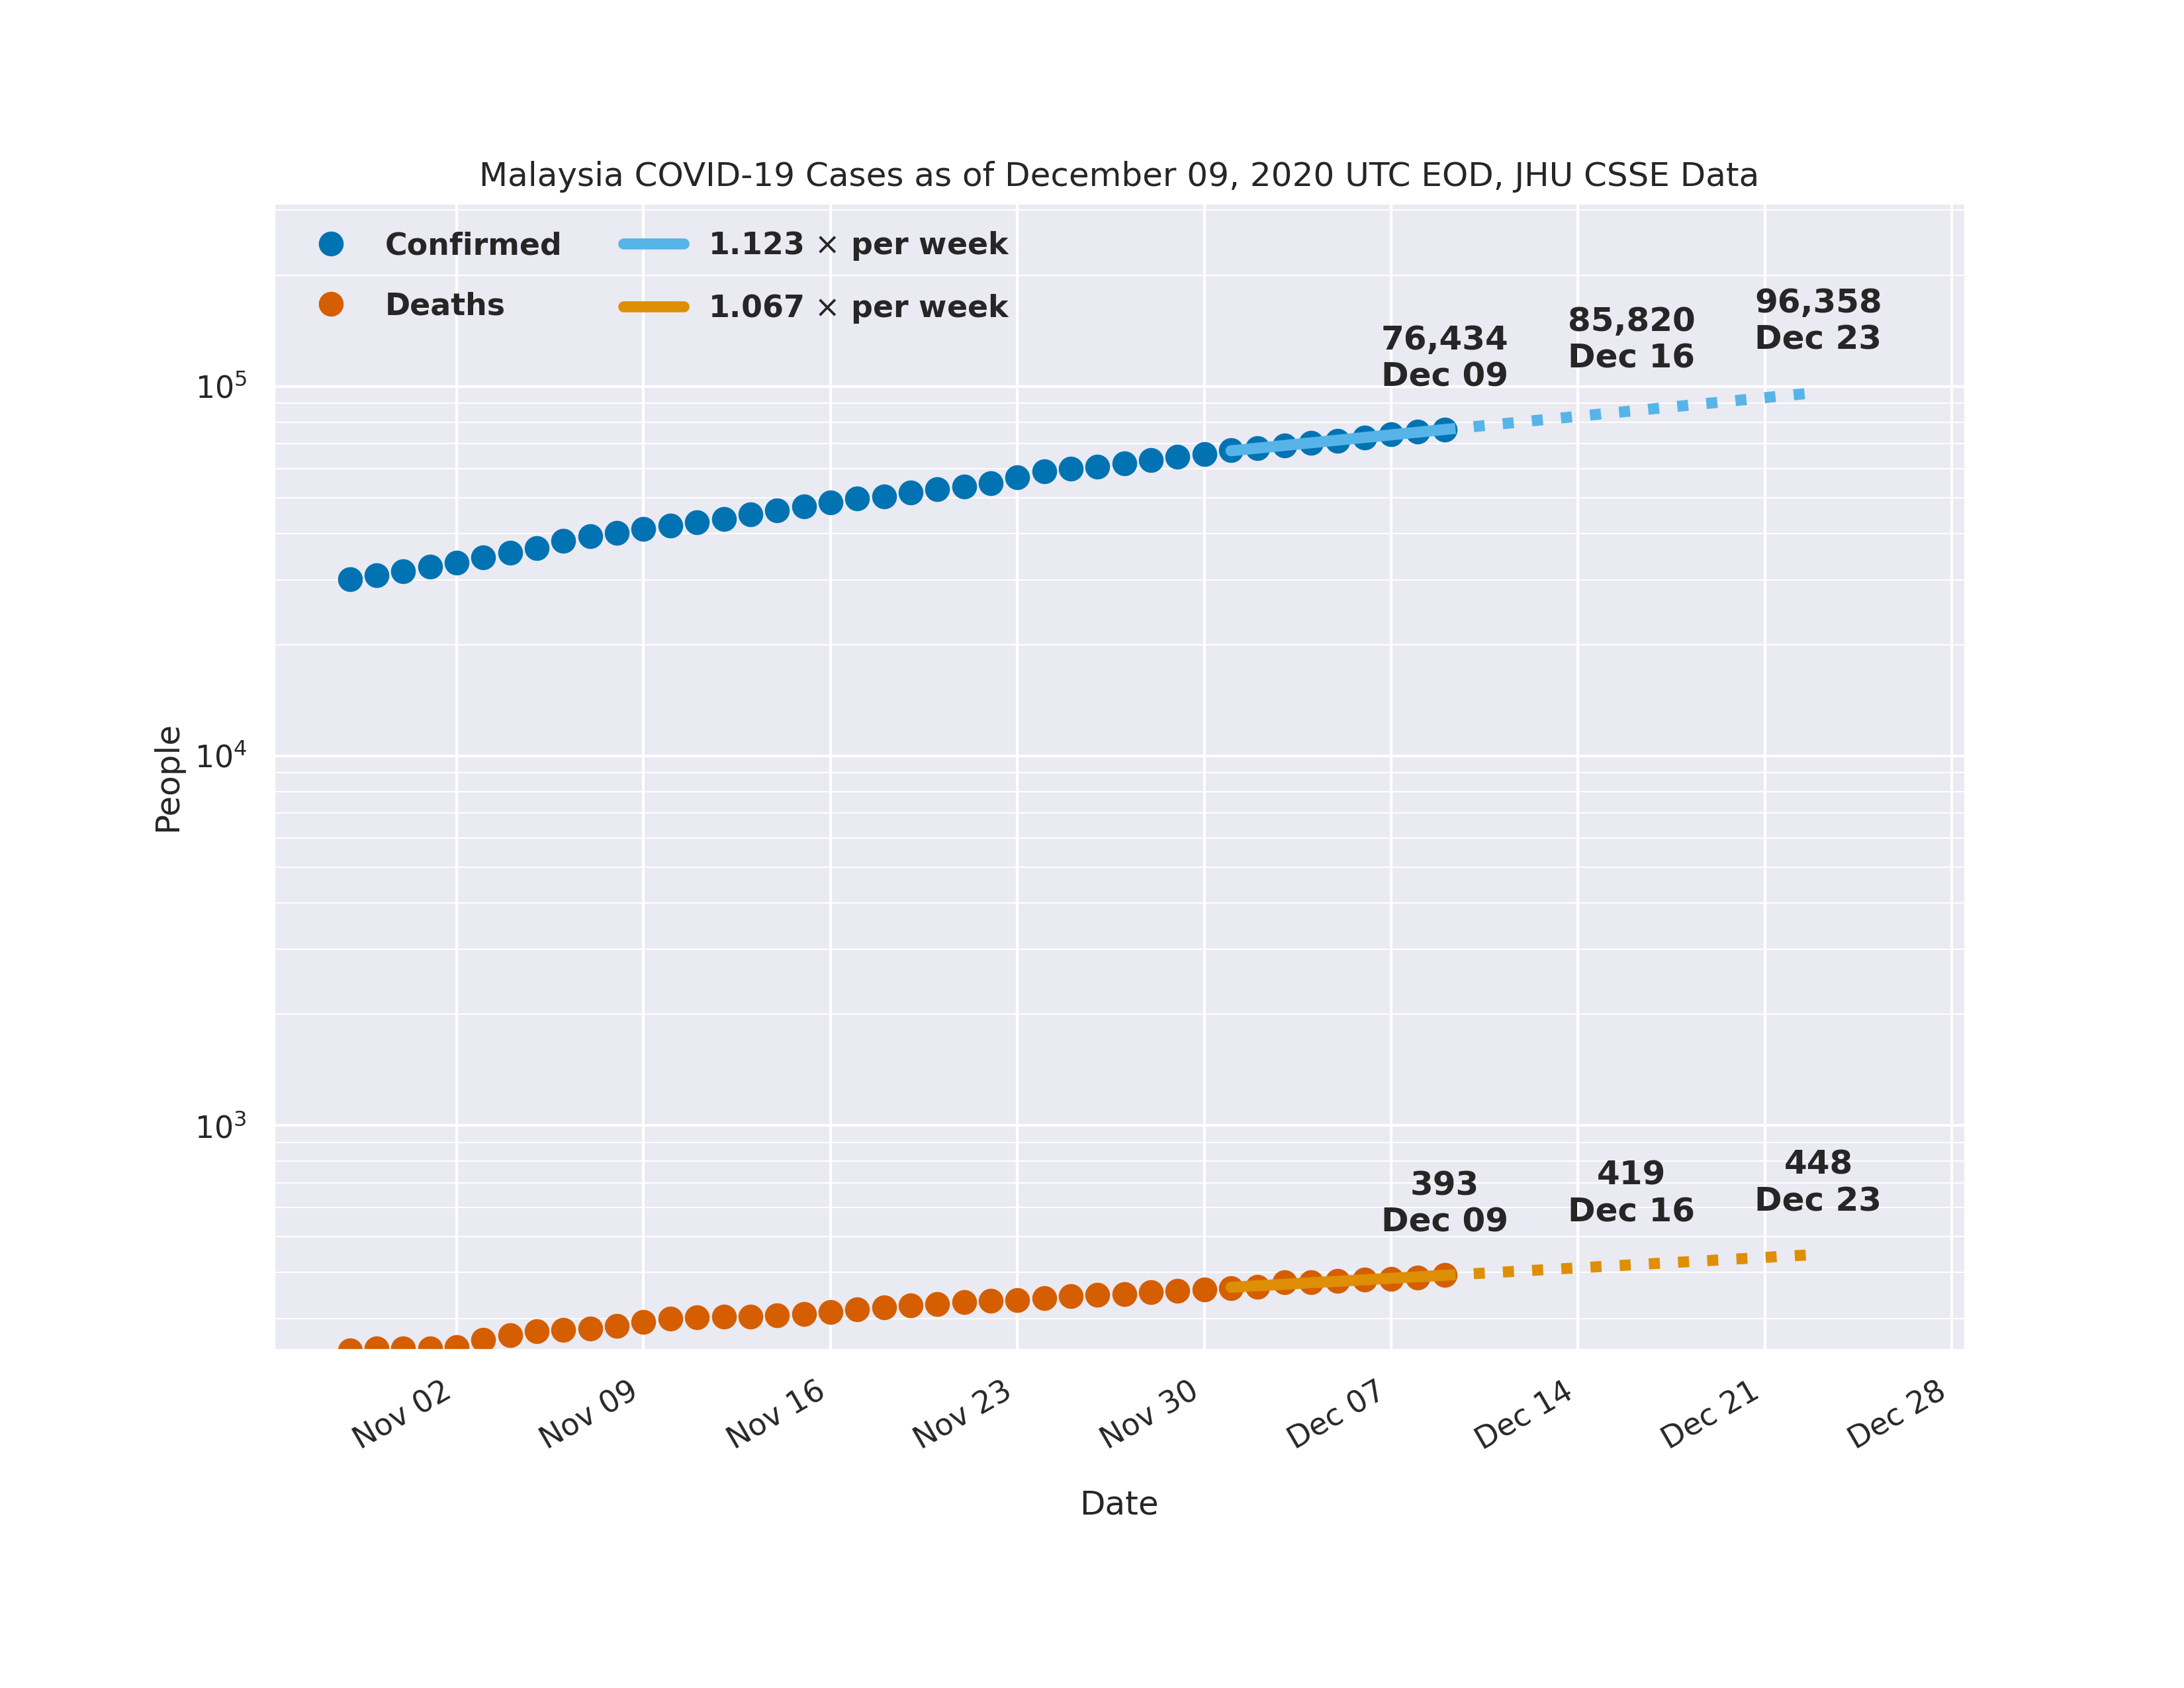 Malaysia COVID-19 Cases as of December 09, 2020 UTC EOD, JHU CSSE Data
Confirmed
Deaths
1.123 × per week
1.067 × per week
76,434
Dec 09
85,820
Dec 16
96,358
Dec 23
10⁵
10⁴
10³
People
393
Dec 09
419
Dec 16
448
Dec 23
Nov 02
Nov 09
Nov 16
Nov 23
Nov 30
Dec 07
Dec 14
Dec 21
Dec 28
Date